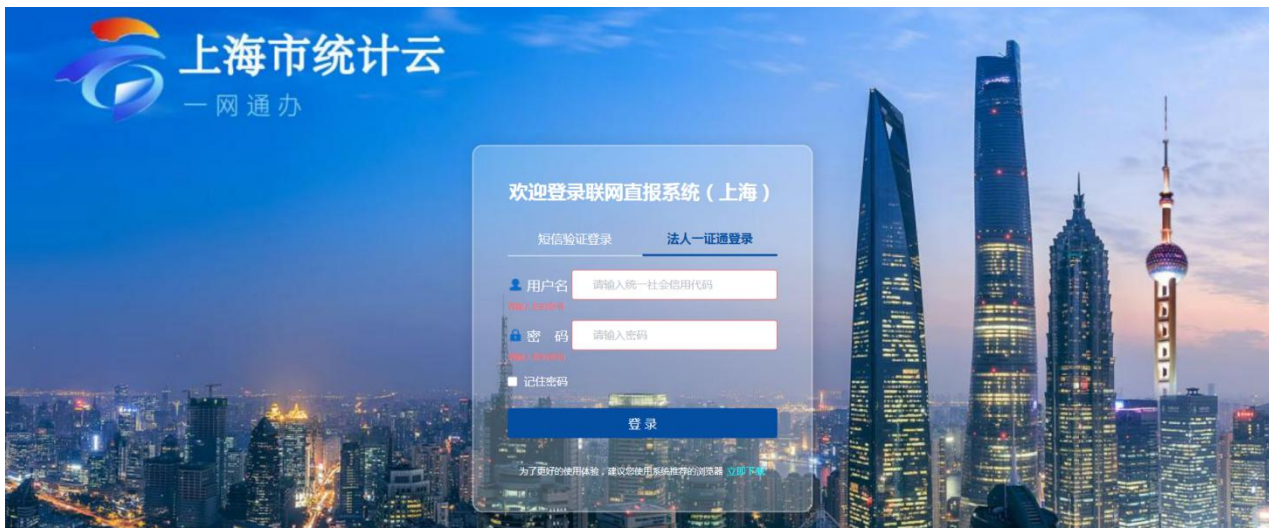 上海市统计云
一网通办
欢迎登录联网直报系统（上海）
短信验证登录 法人一证通登录
用户名 请输入统一社会信用代码
密 码 请输入密码
记住密码
登 录
为了更好的使用体验，建议您使用系统推荐的浏览器 立即下载